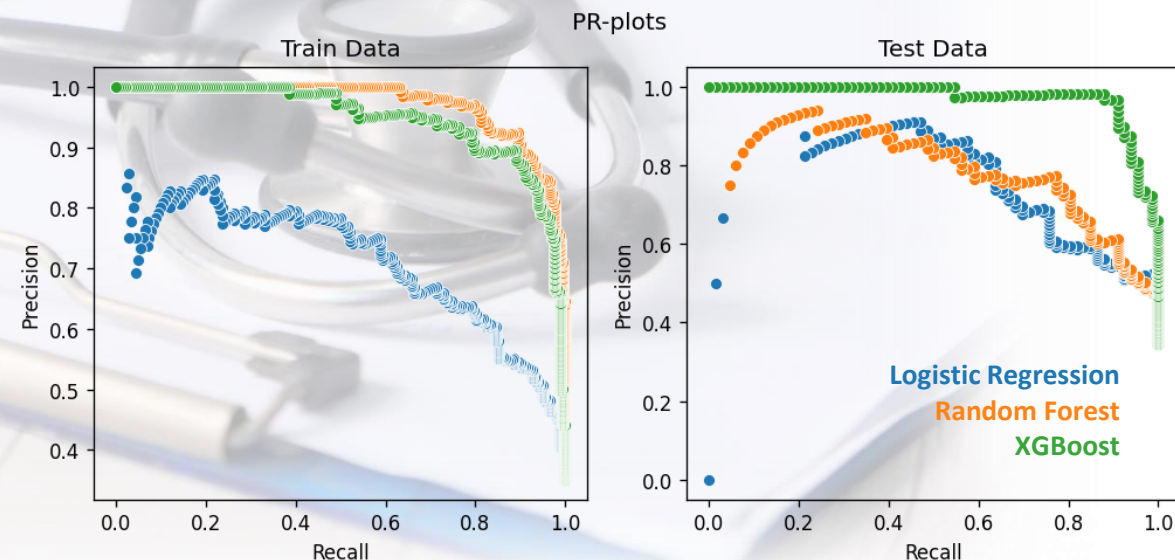 PR-plots
Train Data
Test Data
1.0
0.9
0.8
0.7
0.6
0.5
0.4
Precision
0.0 0.2 0.4 0.6 0.8 1.0
Recall
1.0
0.8
0.6
0.4
0.2
0.0
Precision
Logistic Regression
Random Forest
XGBoost
0.0 0.2 0.4 0.6 0.8 1.0
Recall